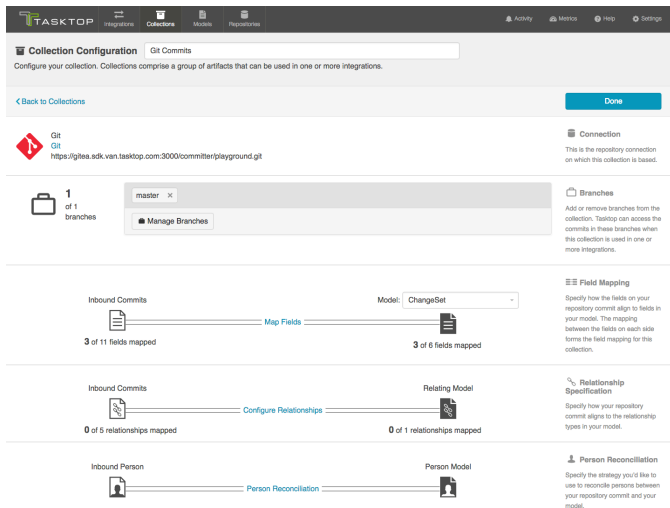 TASKTOP
Integrations
Collections
Models
Repositories
Activity
Metrics
Help
Settings
Collection Configuration
Git Commits
Configure your collection. Collections comprise a group of artifacts that can be used in one or more integrations.
Back to Collections
Done
Git
Git
https://gitea.sdk.van.tasktop.com:3000/committer/playground.git
Connection
This is the repository connection
on which this collection is based.
1
of 1
branches
master ×
Manage Branches
Branches
Add or remove branches from the
collection. Tasktop can access the
commits in these branches when
this collection is used in one or
more integrations.
Inbound Commits
Model: ChangeSet
Map Fields
3 of 11 fields mapped
3 of 6 fields mapped
Field Mapping
Specify how the fields on your
repository commit align to fields in
your model. The mapping
between the fields on each side
forms the field mapping for this
collection.
Inbound Commits
Relating Model
Configure Relationships
0 of 5 relationships mapped
0 of 1 relationships mapped
Relationship
Specification
Specify how your repository
commit aligns to the relationship
types in your model.
Inbound Person
Person Model
Person Reconciliation
Person Reconciliation
Specify the strategy you'd like to
use to reconcile persons between
your repository commit and your
model.